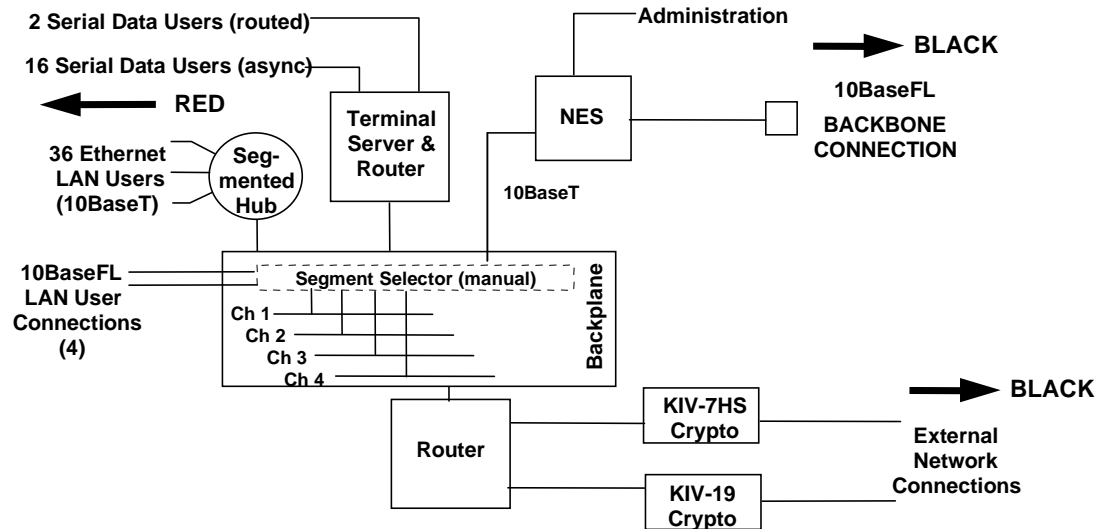 2 Serial Data Users (routed)
16 Serial Data Users (async)
RED
36 Ethernet
LAN Users
(10BaseT)
Seg-
mented
Hub
Terminal
Server &
Router
Administration
NES
10BaseT
BLACK
10BaseFL
BACKBONE
CONNECTION
10BaseFL
LAN User
Connections
(4)
Segment Selector (manual)
Ch 1
Ch 2
Ch 3
Ch 4
Backplane
Router
KIV-7HS
Crypto
KIV-19
Crypto
BLACK
External
Network
Connections